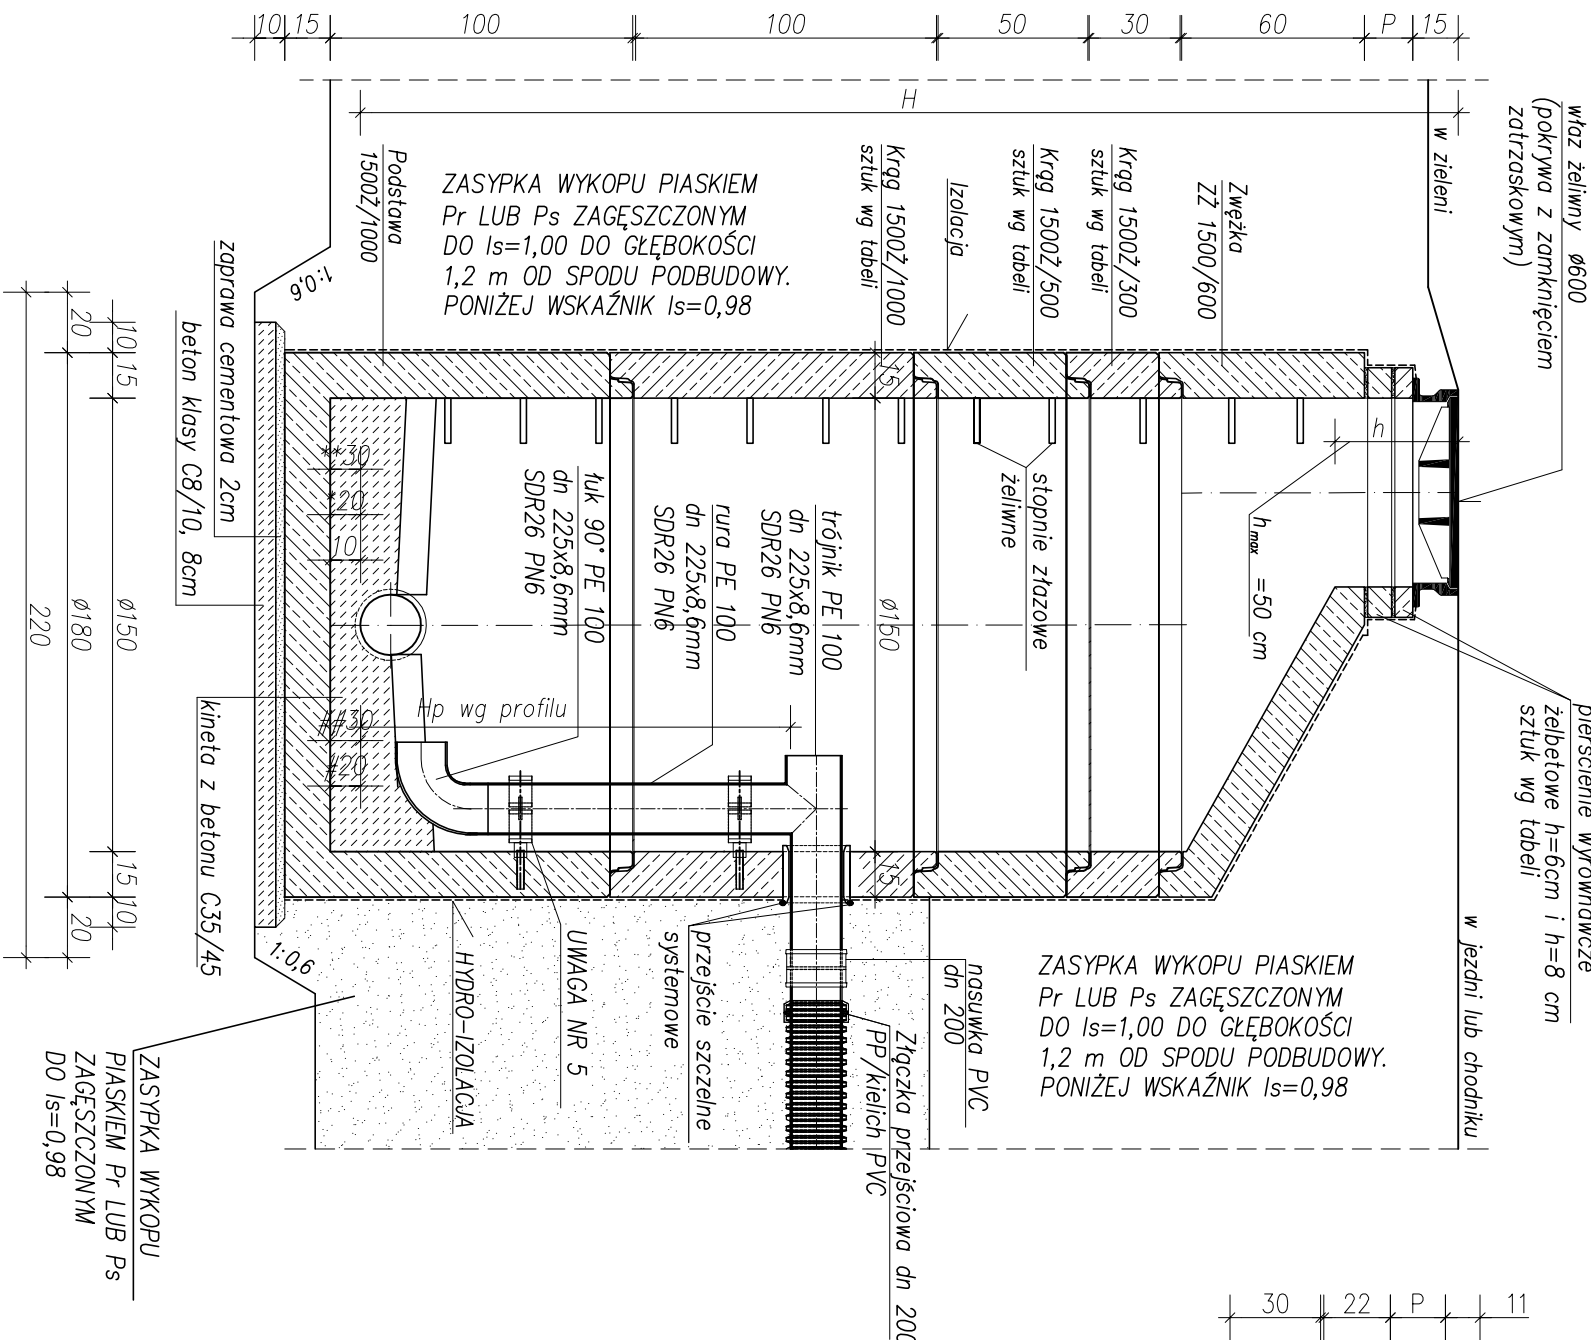 10
15
100
100
50
30
60
P
15
H
właz żeliwny ø600
(pokrywa z zamknięciem
zatrzaskowym)
w zieleni
Zwężka
ZŻ 1500/600
Krąg 1500Ż/300
sztuk wg tabeli
Krąg 1500Ż/500
sztuk wg tabeli
Izolacja
Krąg 1500Ż/1000
sztuk wg tabeli
Podstawa
1500Ż/1000
ZASYPKA WYKOPU PIASKIEM
Pr LUB Ps ZAGĘSZCZONYM
DO Is=1,00 DO GŁĘBOKOŚCI
1,2 m OD SPODU PODBUDOWY.
PONIŻEJ WSKAŹNIK Is=0,98
1:0,6
zaprawa cementowa 2cm
beton klasy C8/10, 8cm
20
10
15
15
h
hmax =50 cm
stopnie złazowe
żeliwne
trójnik PE 100
dn 225x8,6mm
SDR26 PN6
rura PE 100
dn 225x8,6mm
SDR26 PN6
łuk 90° PE 100
dn 225x8,6mm
SDR26 PN6
**30
*20
10
ø150
ø150
ø180
220
Hp wg profilu
##30
#20
kineta z betonu C35/45
pierścienie wyrównawcze
żelbetowe h=6cm i h=8 cm
sztuk wg tabeli
15
15
10
20
1:0,6
w jezdni lub chodniku
ZASYPKA WYKOPU PIASKIEM
Pr LUB Ps ZAGĘSZCZONYM
DO Is=1,00 DO GŁĘBOKOŚCI
1,2 m OD SPODU PODBUDOWY.
PONIŻEJ WSKAŹNIK Is=0,98
nasuwka PVC
dn 200
Złączka przejściowa dn 200
PP/kielich PVC
przejście szczelne
systemowe
UWAGA NR 5
HYDRO-IZOLACJA
ZASYPKA WYKOPU
PIASKIEM Pr LUB Ps
ZAGĘSZCZONYM
DO Is=0,98
30
22
P
11